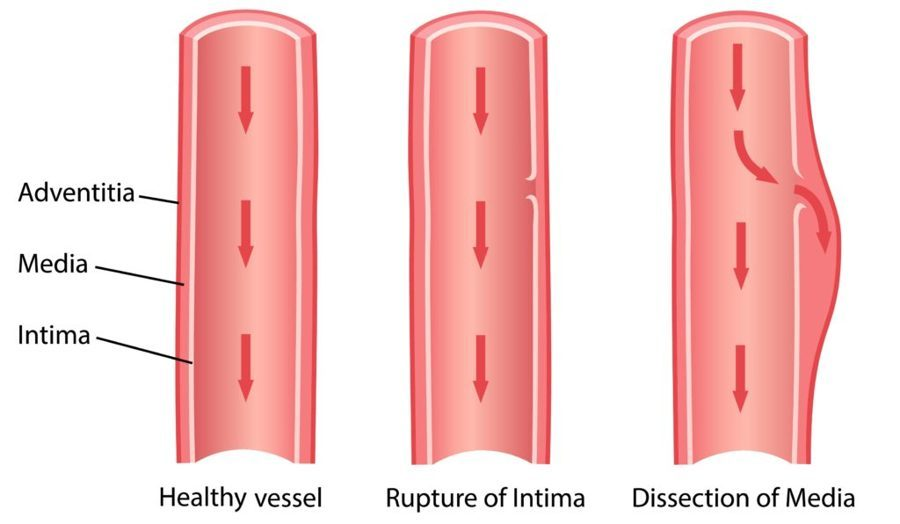 Adventitia
Media
Intima
Healthy vessel
Rupture of Intima
Dissection of Media